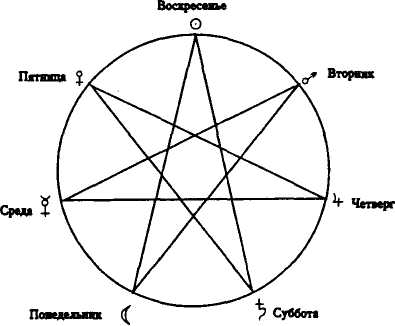 Воскресенье
Пятница ♀
♂ Вторник
Среда ☿
♃ Четверг
Понедельник ☾
♄ Суббота